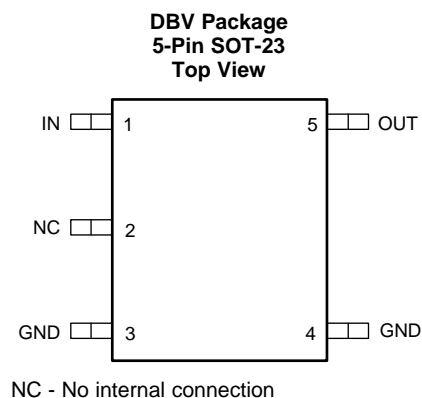 DBV Package
5-Pin SOT-23
Top View
IN 1 5 OUT
NC 2
GND 3 4 GND
NC - No internal connection